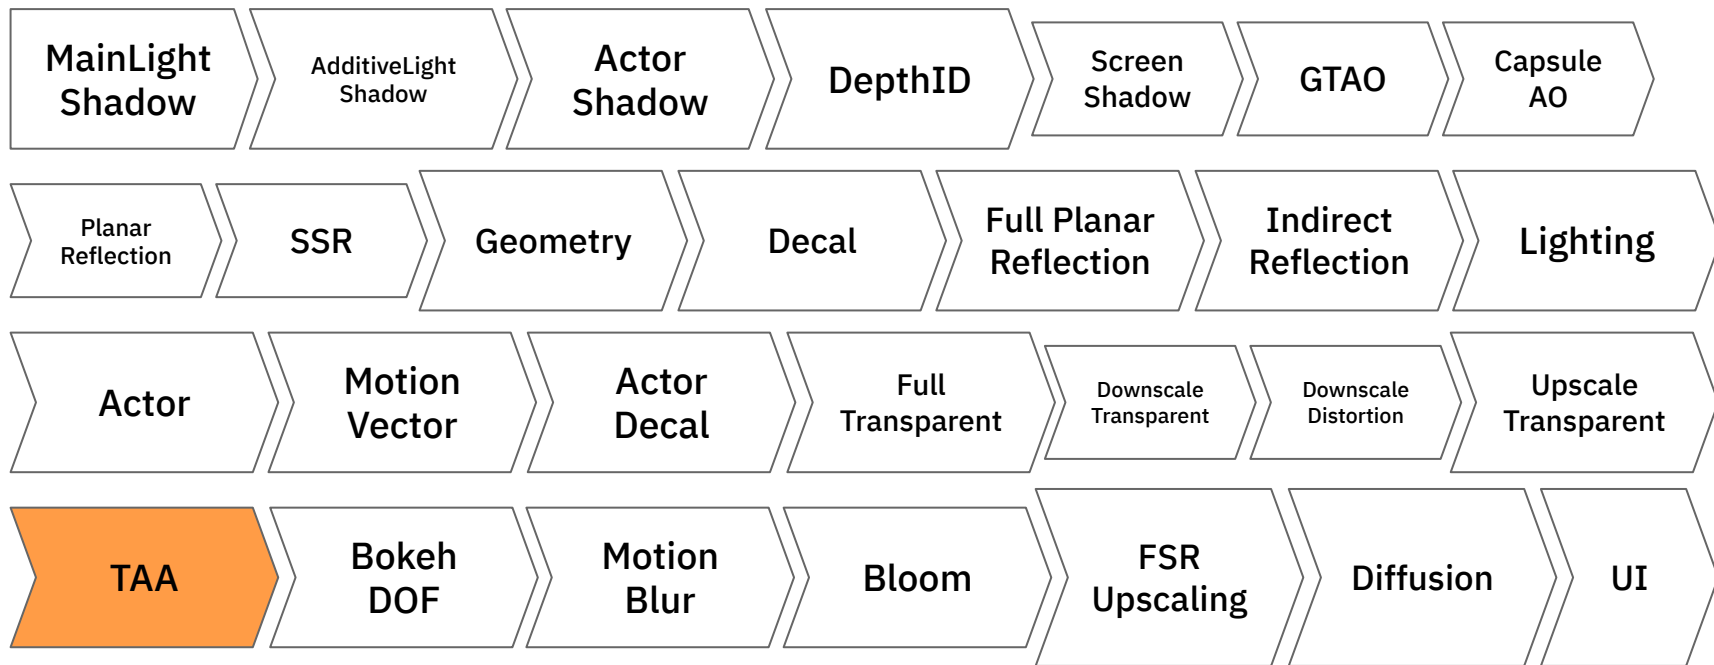 MainLight
Shadow
AdditiveLight
Shadow
Actor
Shadow
DepthID
Screen
Shadow
GTAO
Capsule
AO
Planar
Reflection
SSR
Geometry
Decal
Full Planar
Reflection
Indirect
Reflection
Lighting
Actor
Motion
Vector
Actor
Decal
Full
Transparent
Downscale
Transparent
Downscale
Distortion
Upscale
Transparent
TAA
Bokeh
DOF
Motion
Blur
Bloom
FSR
Upscaling
Diffusion
UI